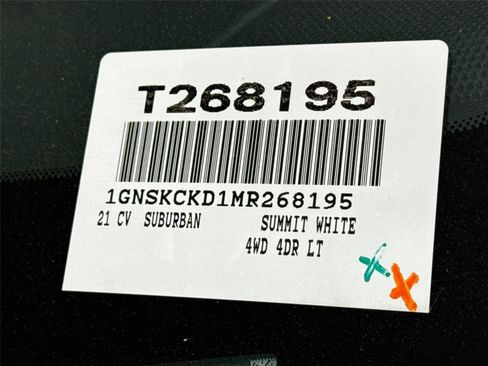 T268195
1GNSKCKD1MR268195
21 CV SUBURBAN SUMMIT WHITE
4WD 4DR LT